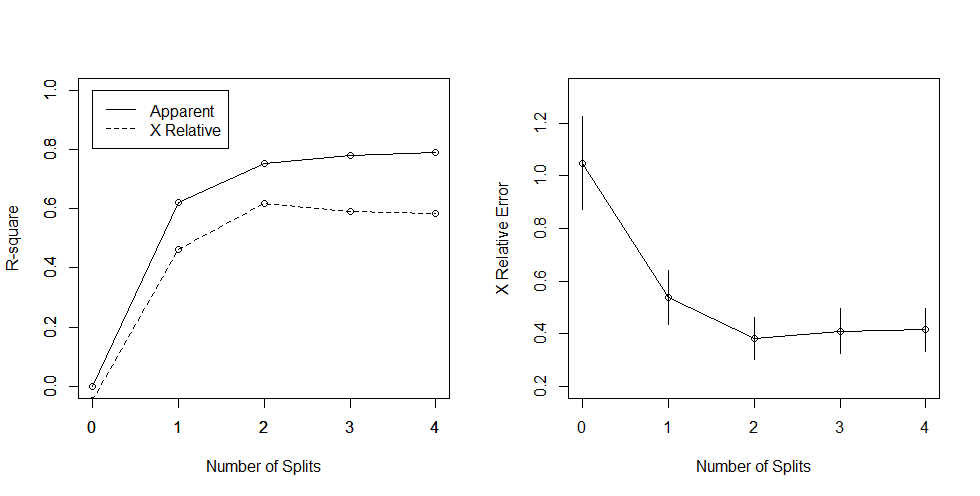 R-square
1.0
0.8
0.6
0.4
0.2
0.0
Apparent
X Relative
0 1 2 3 4
Number of Splits
X Relative Error
1.2
1.0
0.8
0.6
0.4
0.2
0 1 2 3 4
Number of Splits